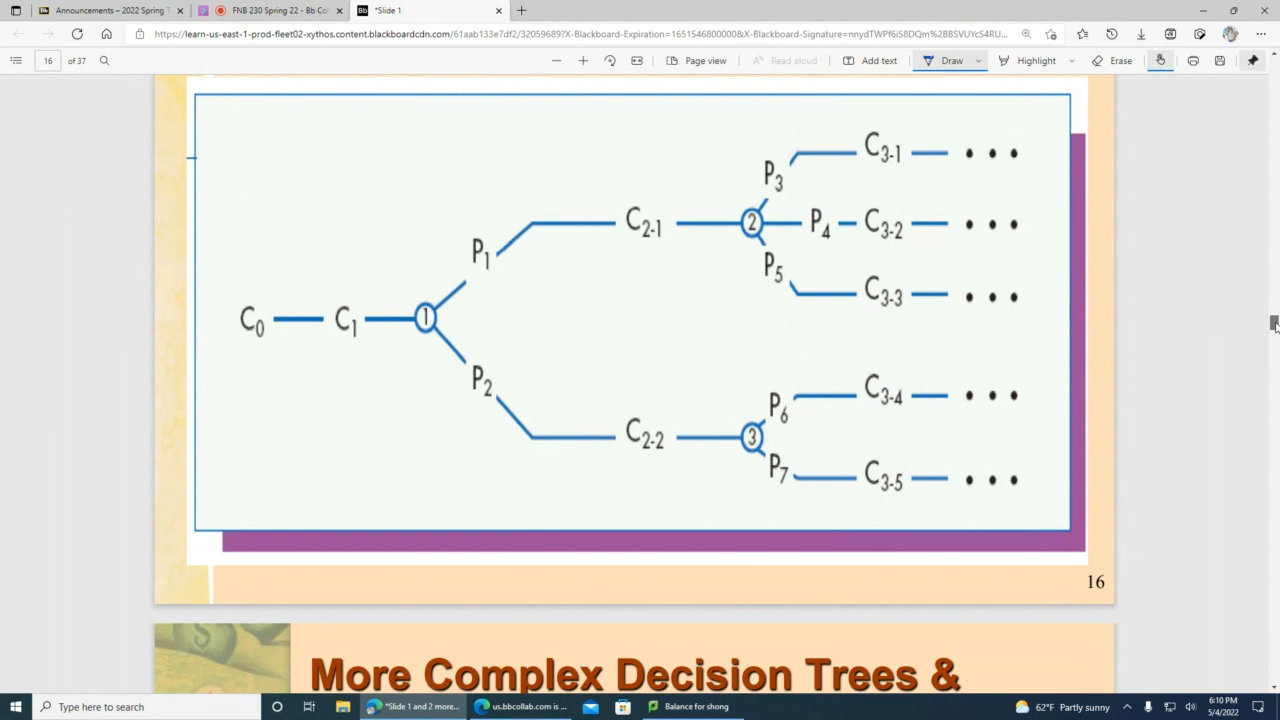 Announcements – 2022 Spring T
FNB 230 Spring 22 - Bb Col
*Slide 1
https://learn-us-east-1-prod-fleet02-xythos.content.blackboardcdn.com/61aab133e7df2/32059689?X-Blackboard-Expiration=1651546800000&X-Blackboard-Signature=nnydTWPf6iS8DQm%2BBSVUYcS4RU...
16 of 37
Page view
Read aloud
Add text
Draw
Highlight
Erase
C3-1
P3
P1
C2-1
2
P4
C3-2
P5
C3-3
C0
C1
1
P2
C3-4
P6
C2-2
3
P7
C3-5
16
More Complex Decision Trees &
Type here to search
*Slide 1 and 2 more...
us.bbcollab.com is ...
Balance for shong
62°F Partly sunny
6:10 PM
5/4/2022